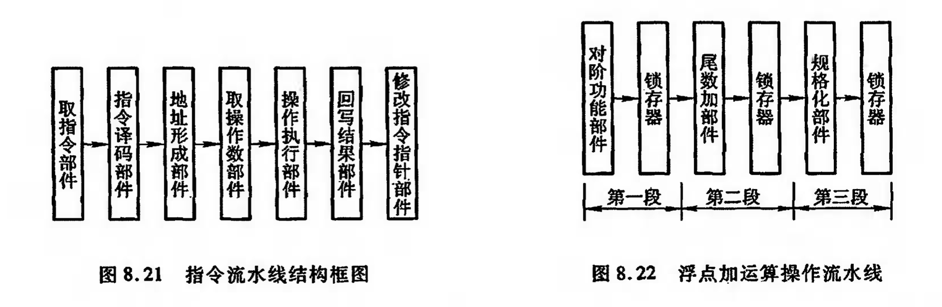 取指令部件
指令译码部件
地址形成部件
取操作数部件
操作执行部件
回写结果部件
修改指令指针部件
图 8.21 指令流水线结构框图
对阶功能部件
锁存器
尾数加部件
锁存器
规格化部件
锁存器
第一段
第二段
第三段
图 8.22 浮点加运算操作流水线